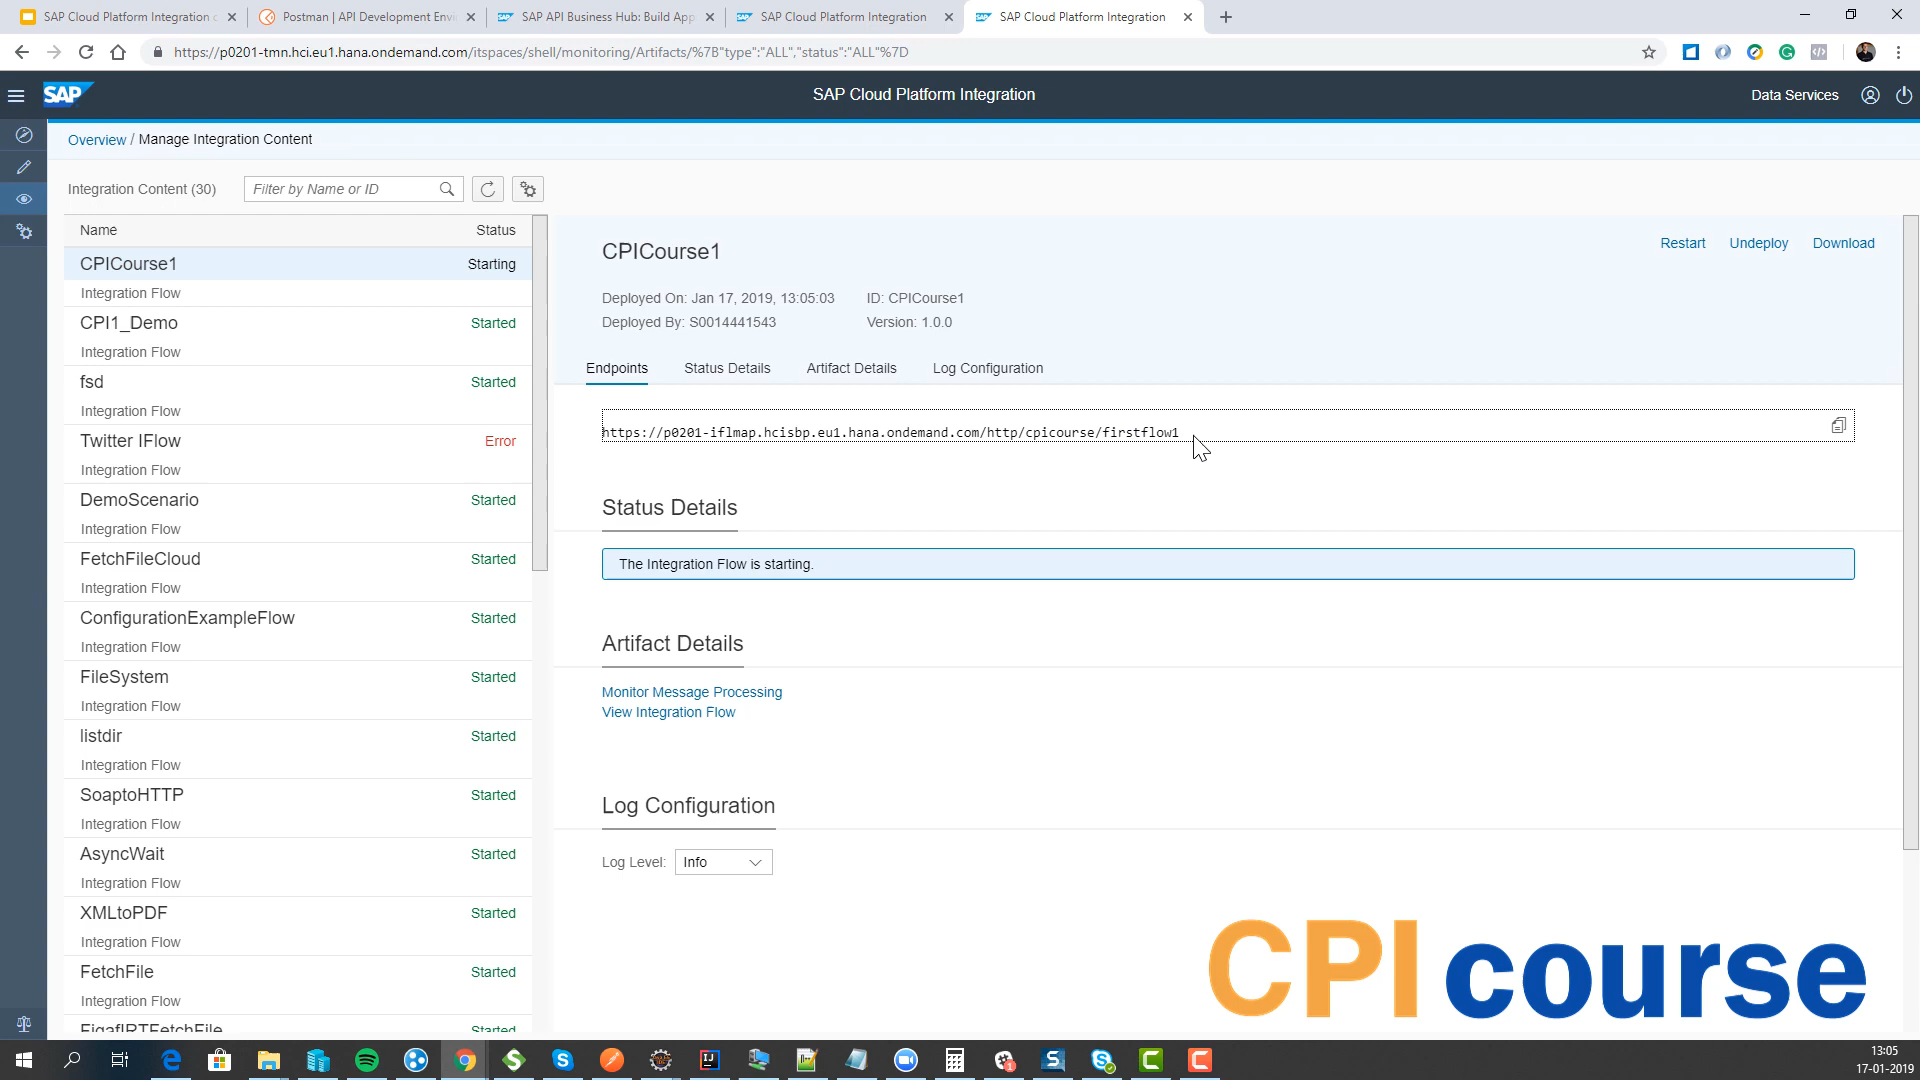 SAP Cloud Platform Integration c
Postman | API Development Envi
SAP API Business Hub: Build App
SAP Cloud Platform Integration
SAP Cloud Platform Integration
https://p0201-tmn.hci.eu1.hana.ondemand.com/itspaces/shell/monitoring/Artifacts/%7B"type":"ALL","status":"ALL"%7D
SAP
SAP Cloud Platform Integration
Data Services
Overview / Manage Integration Content
Integration Content (30)
Filter by Name or ID
Name Status
CPICourse1 Starting
Integration Flow
CPI1_Demo Started
Integration Flow
fsd Started
Integration Flow
Twitter IFlow Error
Integration Flow
DemoScenario Started
Integration Flow
FetchFileCloud Started
Integration Flow
ConfigurationExampleFlow Started
Integration Flow
FileSystem Started
Integration Flow
listdir Started
Integration Flow
SoaptoHTTP Started
Integration Flow
AsyncWait Started
Integration Flow
XMLtoPDF Started
Integration Flow
FetchFile Started
Integration Flow
FigafIRTFetchFile Started
CPICourse1
Restart Undeploy Download
Deployed On: Jan 17, 2019, 13:05:03 ID: CPICourse1
Deployed By: S0014441543 Version: 1.0.0
Endpoints Status Details Artifact Details Log Configuration
https://p0201-iflmap.hcisbp.eu1.hana.ondemand.com/http/cpicourse/firstflow1
Status Details
The Integration Flow is starting.
Artifact Details
Monitor Message Processing
View Integration Flow
Log Configuration
Log Level: Info
CPI course
13:05
17-01-2019